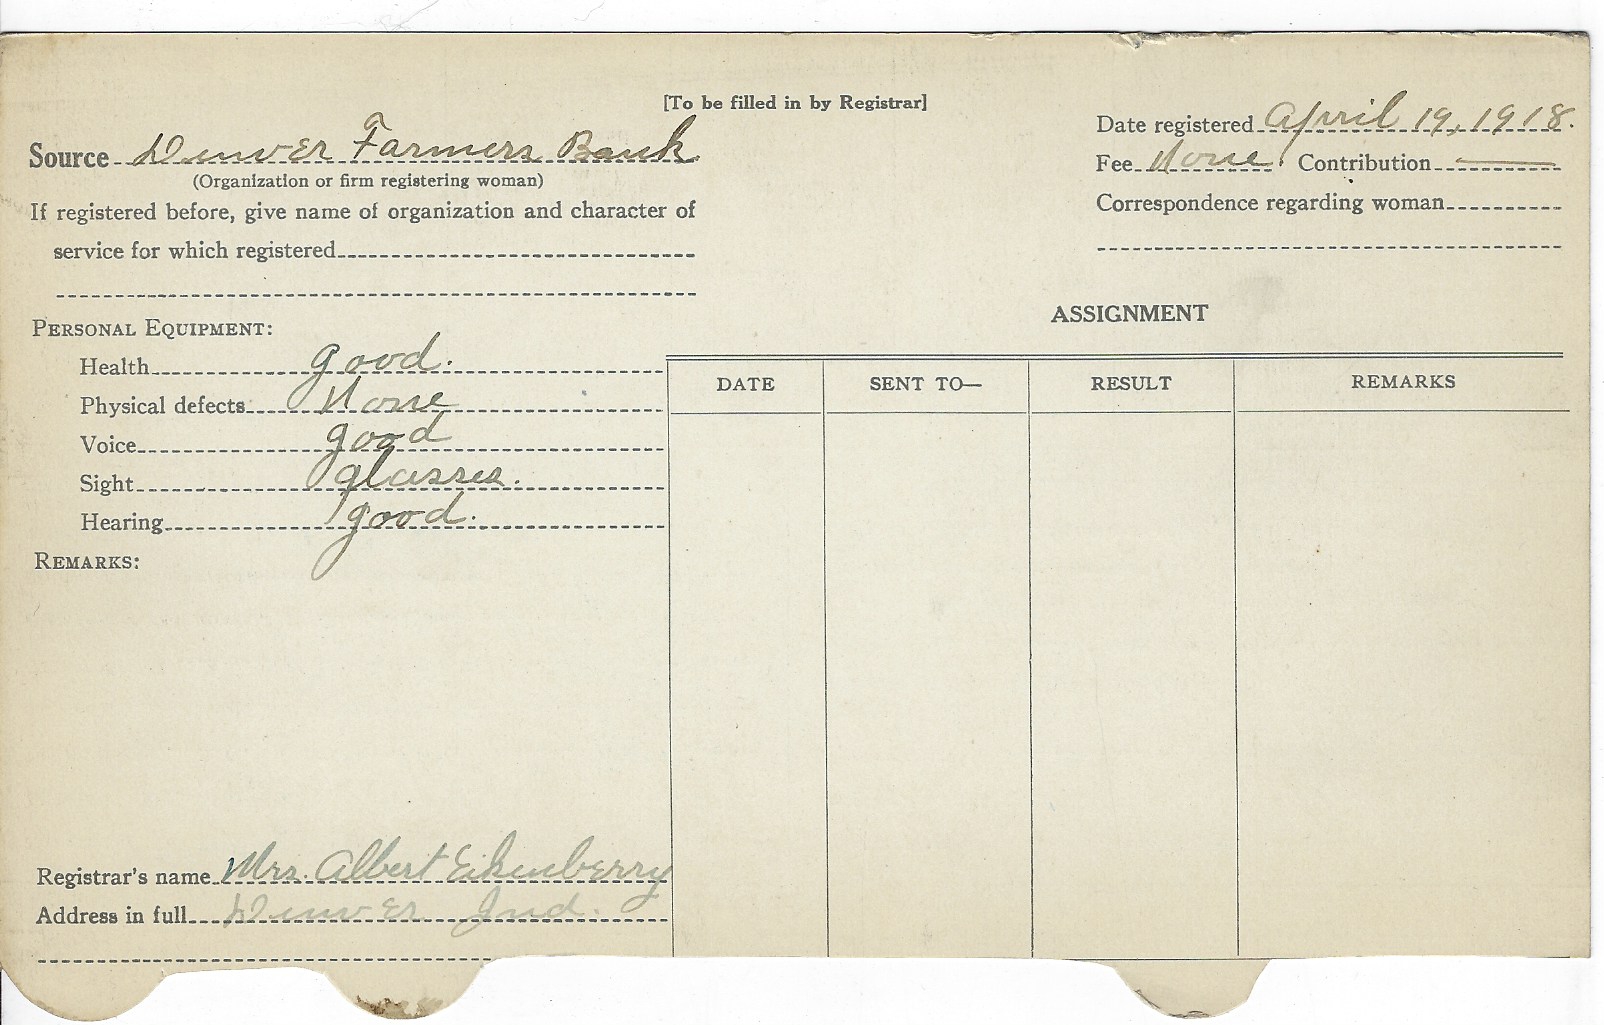 [To be filled in by Registrar]
Source Denver Farmers Bank
(Organization or firm registering woman)
If registered before, give name of organization and character of
service for which registered
Date registered April 19, 1918.
Fee None. Contribution —
Correspondence regarding woman
PERSONAL EQUIPMENT:
Health good.
Physical defects None
Voice good
Sight glasses.
Hearing good.
REMARKS:
ASSIGNMENT
DATE SENT TO— RESULT REMARKS
Registrar's name Mrs. Albert Eikenberry
Address in full Denver Ind.